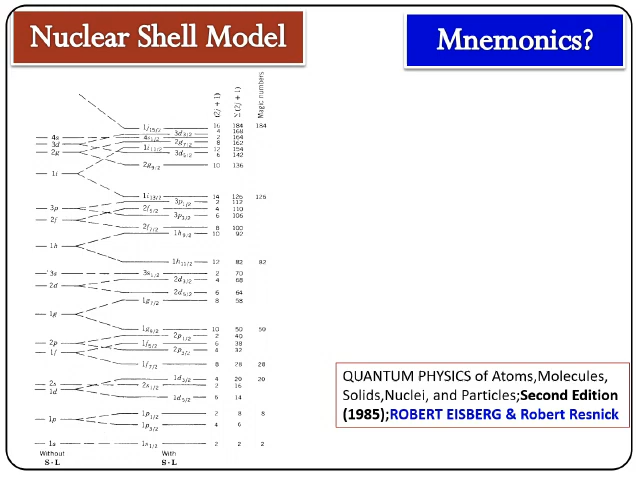 Nuclear Shell Model
Mnemonics?
(2j + 1)
Σ(2j + 1)
Magic numbers
1j15/2 16 184 184
3d3/2 4 168
4s 4s1/2 2 164
3d 2g7/2 8 162
2g 1i11/2 12 154
3d5/2 6 142
2g9/2 10 136
1i
1i13/2 14 126 126
3p1/2 2 112
3p 2f5/2 4 110
2f 3p3/2 6 106
2f7/2 8 100
1h9/2 10 92
1h
1h11/2 12 82 82
3s 3s1/2 2 70
2d 2d3/2 4 68
2d5/2 6 64
1g7/2 8 58
1g
1g9/2 10 50 50
2p1/2 2 40
2p 1f5/2 6 38
1f 2p3/2 4 32
1f7/2 8 28 28
1d3/2 4 20 20
2s 2s1/2 2 16
1d 1d5/2 6 14
1p1/2 2 8 8
1p 1p3/2 4 6
1s 1s1/2 2 2 2
Without With
S·L S·L
QUANTUM PHYSICS of Atoms,Molecules,
Solids,Nuclei, and Particles;Second Edition
(1985);ROBERT EISBERG & Robert Resnick